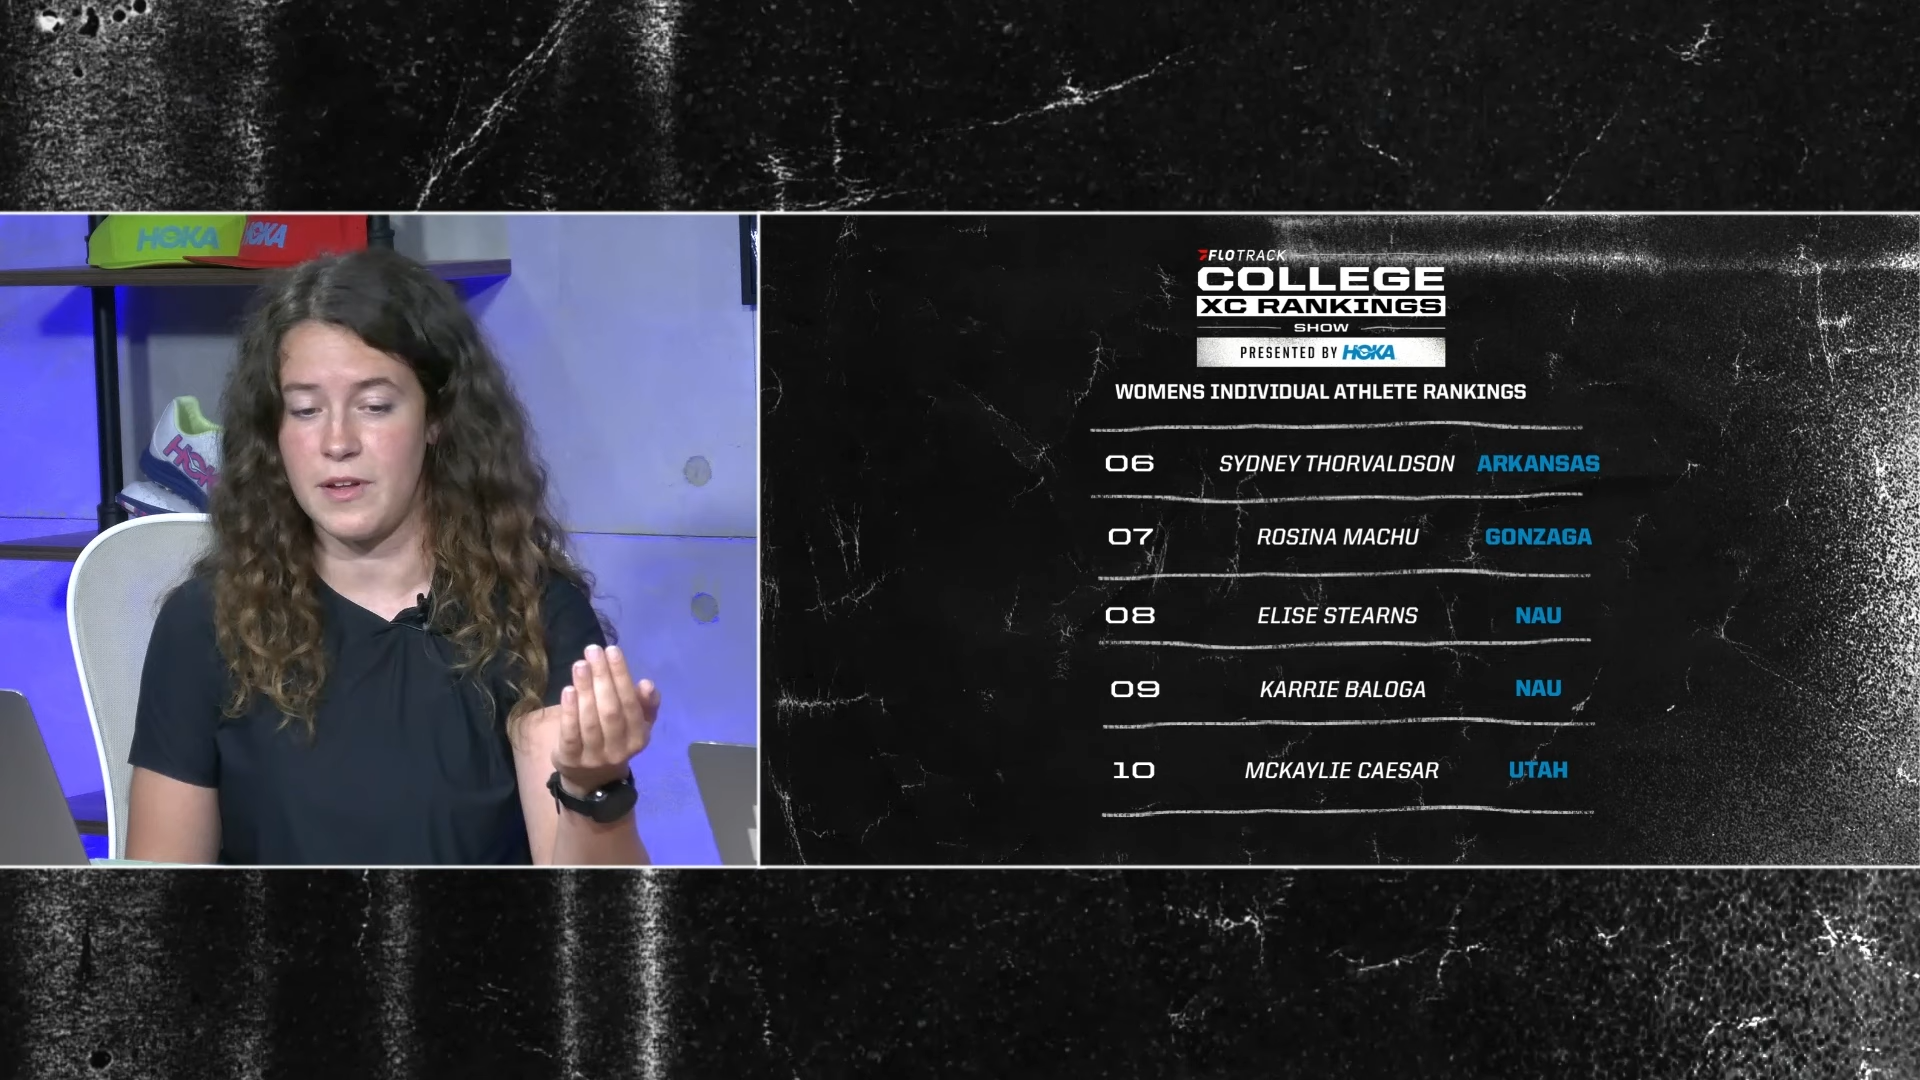 HOKA
HOKA
HOK
FLOTRACK
COLLEGE
XC RANKINGS
SHOW
PRESENTED BY HOKA
WOMENS INDIVIDUAL ATHLETE RANKINGS
06 SYDNEY THORVALDSON ARKANSAS
07 ROSINA MACHU GONZAGA
08 ELISE STEARNS NAU
09 KARRIE BALOGA NAU
10 MCKAYLIE CAESAR UTAH